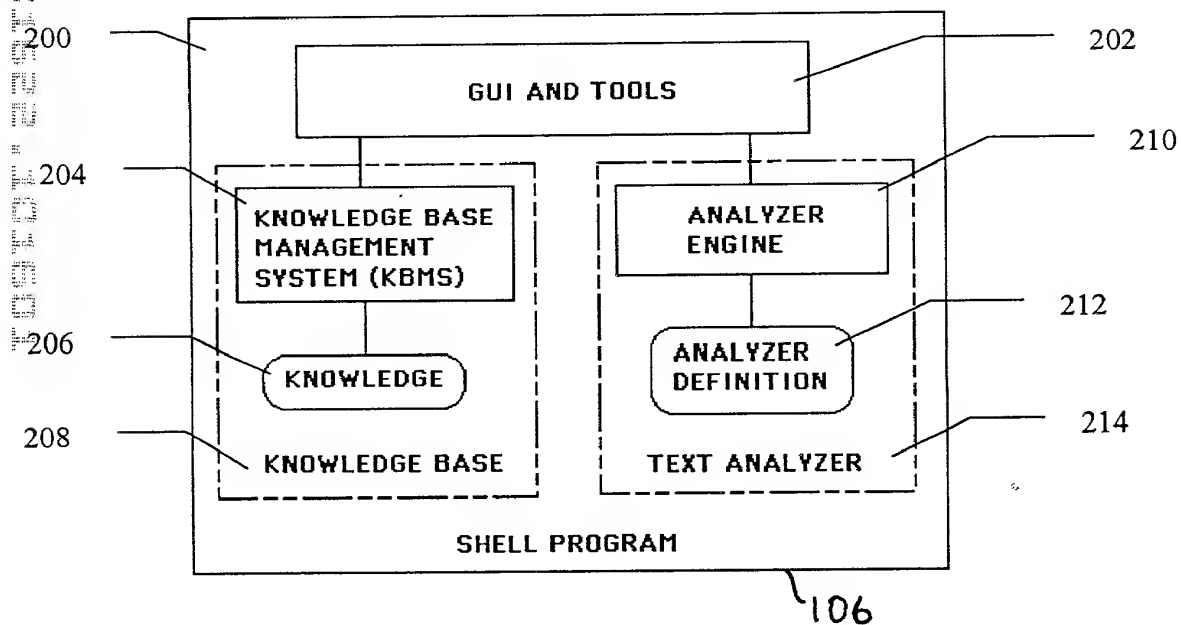 200
202
GUI AND TOOLS
210
204
KNOWLEDGE BASE
MANAGEMENT
SYSTEM (KBMS)
ANALYZER
ENGINE
212
206
KNOWLEDGE
ANALYZER
DEFINITION
208
KNOWLEDGE BASE
TEXT ANALYZER
214
SHELL PROGRAM
106